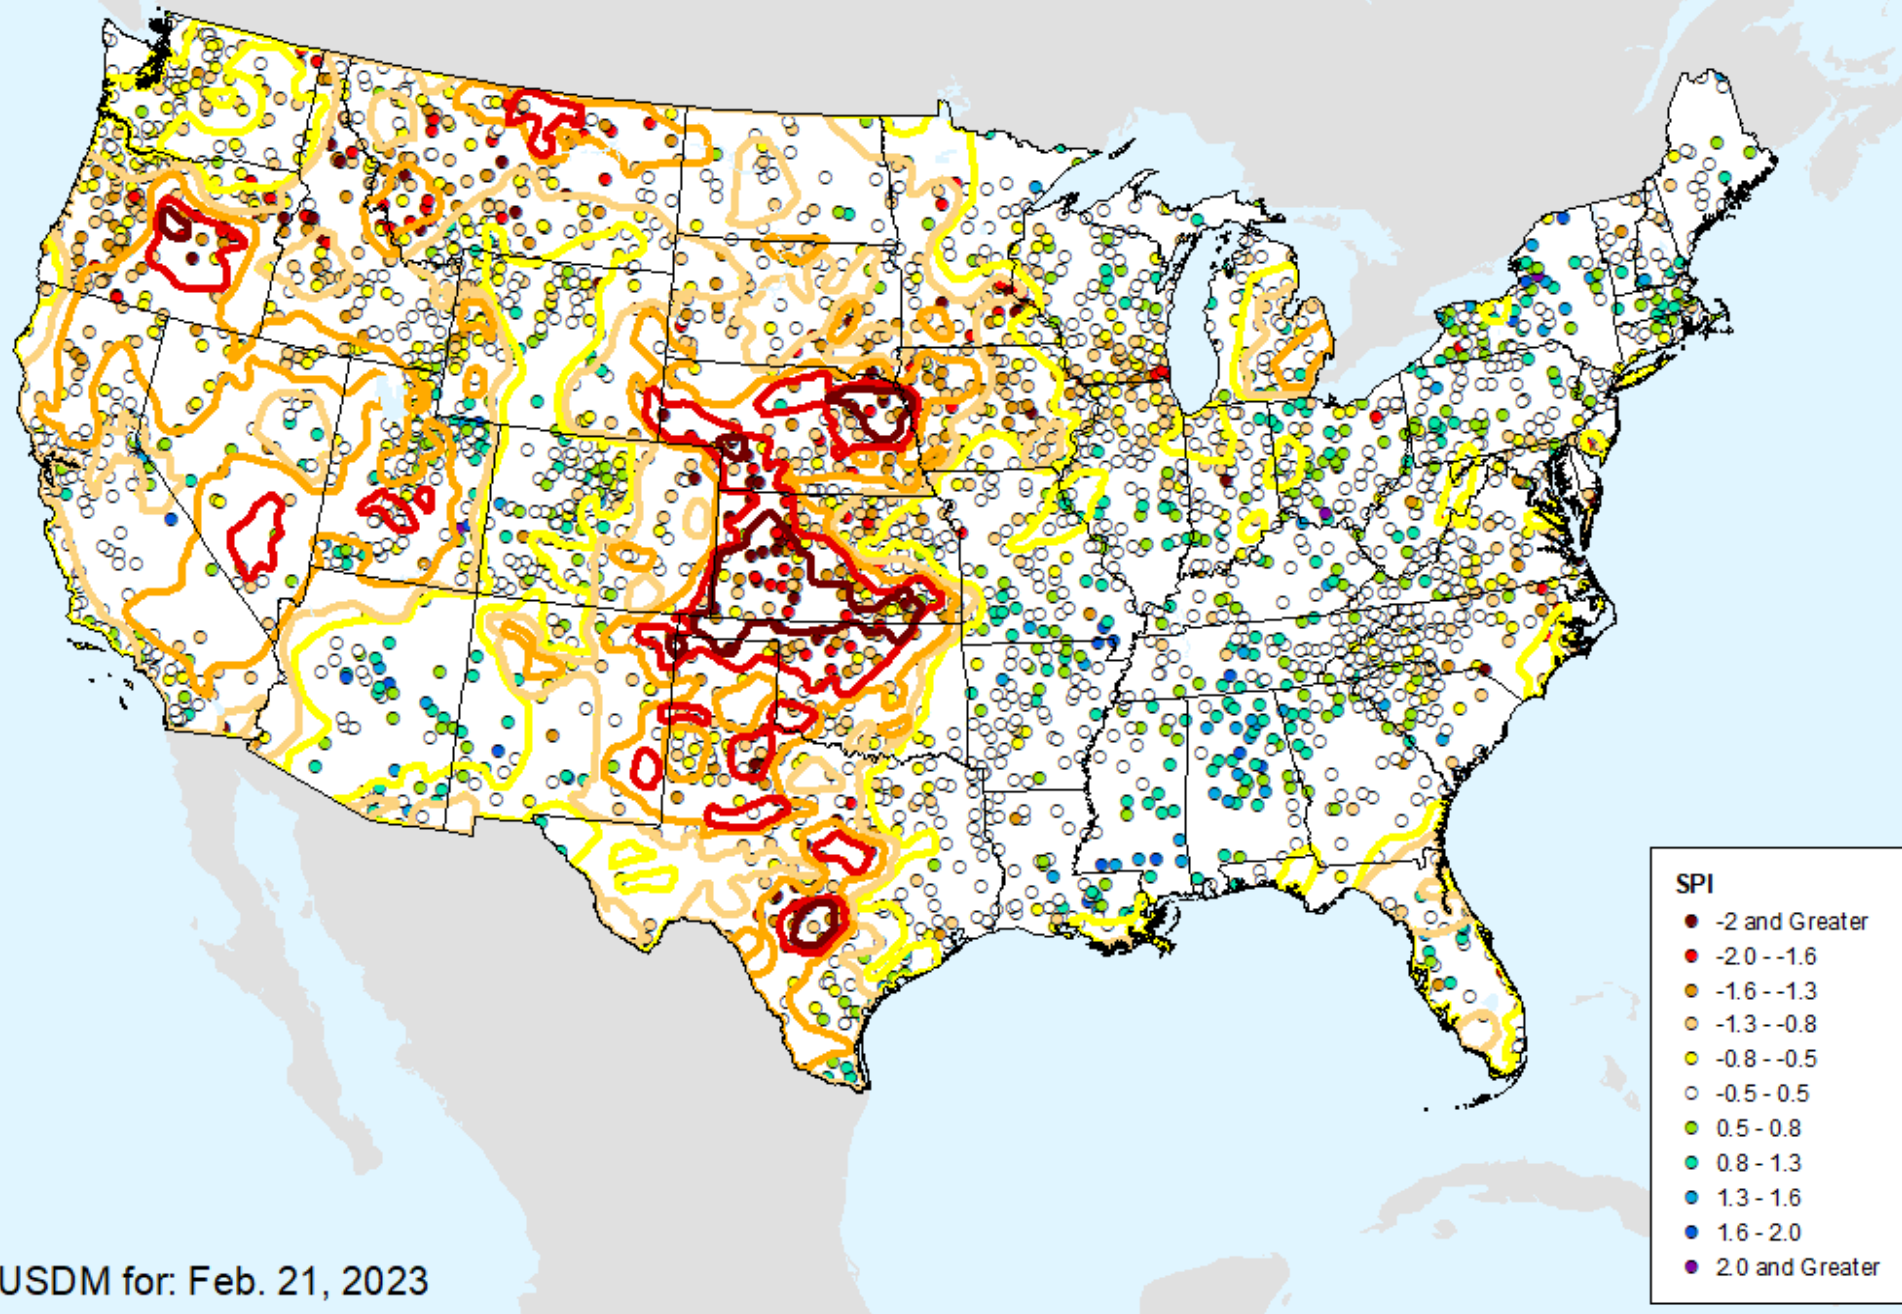 SPI
-2 and Greater
-2.0 - -1.6
-1.6 - -1.3
-1.3 - -0.8
-0.8 - -0.5
-0.5 - 0.5
0.5 - 0.8
0.8 - 1.3
1.3 - 1.6
1.6 - 2.0
2.0 and Greater
USDM for: Feb. 21, 2023